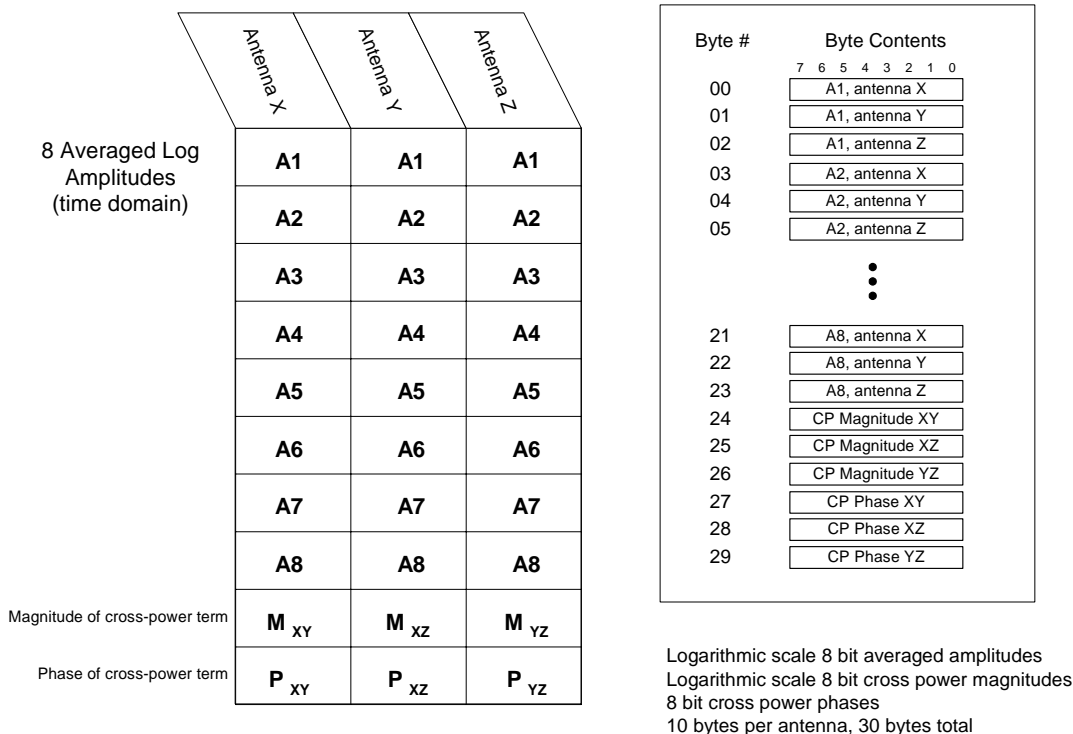 Antenna X Antenna Y Antenna Z
8 Averaged Log
Amplitudes
(time domain)
A1 A1 A1
A2 A2 A2
A3 A3 A3
A4 A4 A4
A5 A5 A5
A6 A6 A6
A7 A7 A7
A8 A8 A8
Magnitude of cross-power term M XY M XZ M YZ
Phase of cross-power term P XY P XZ P YZ
Byte # Byte Contents
7 6 5 4 3 2 1 0
00 A1, antenna X
01 A1, antenna Y
02 A1, antenna Z
03 A2, antenna X
04 A2, antenna Y
05 A2, antenna Z
21 A8, antenna X
22 A8, antenna Y
23 A8, antenna Z
24 CP Magnitude XY
25 CP Magnitude XZ
26 CP Magnitude YZ
27 CP Phase XY
28 CP Phase XZ
29 CP Phase YZ
Logarithmic scale 8 bit averaged amplitudes
Logarithmic scale 8 bit cross power magnitudes
8 bit cross power phases
10 bytes per antenna, 30 bytes total